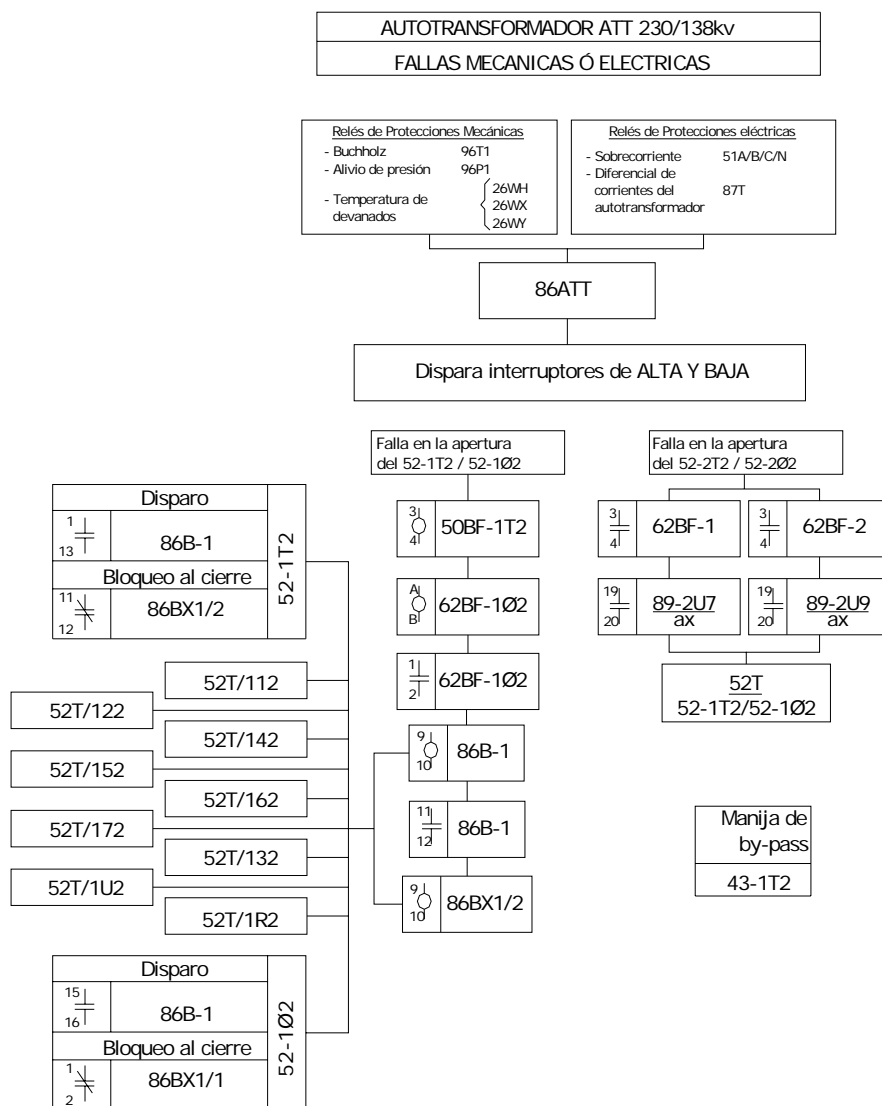 AUTOTRANSFORMADOR ATT 230/138kv
FALLAS MECANICAS Ó ELECTRICAS
Relés de Protecciones Mecánicas
- Buchholz 96T1
- Alivio de presión 96P1
- Temperatura de devanados
26WH
26WX
26WY
Relés de Protecciones eléctricas
- Sobrecorriente 51A/B/C/N
- Diferencial de
corrientes del 87T
autotransformador
86ATT
Dispara interruptores de ALTA Y BAJA
Falla en la apertura
del 52-1T2 / 52-1Ø2
3
4
50BF-1T2
A
B
62BF-1Ø2
1
2
62BF-1Ø2
9
10
86B-1
11
12
86B-1
9
10
86BX1/2
Falla en la apertura
del 52-2T2 / 52-2Ø2
3
4
62BF-1
3
4
62BF-2
19
20
89-2U7
ax
19
20
89-2U9
ax
52T
52-1T2/52-1Ø2
Disparo
1
13
86B-1
Bloqueo al cierre
11
12
86BX1/2
52-1T2
52T/112
52T/122
52T/142
52T/152
52T/162
52T/172
52T/132
52T/1U2
52T/1R2
Disparo
15
16
86B-1
Bloqueo al cierre
1
2
86BX1/1
52-1Ø2
Manija de
by-pass
43-1T2